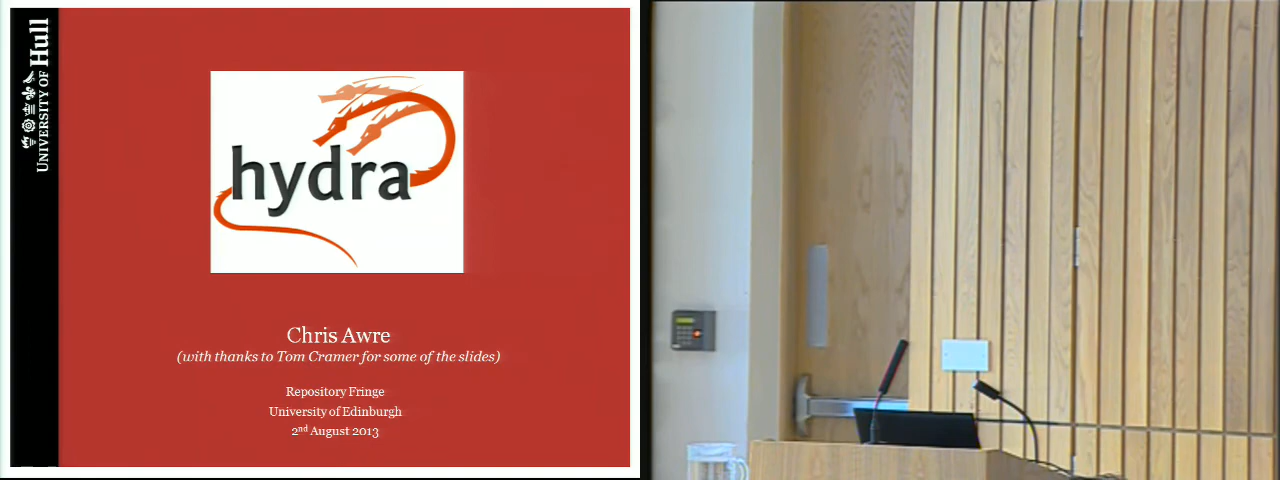 UNIVERSITY OF Hull
hydra
Chris Awre
(with thanks to Tom Cramer for some of the slides)
Repository Fringe
University of Edinburgh
2nd August 2013